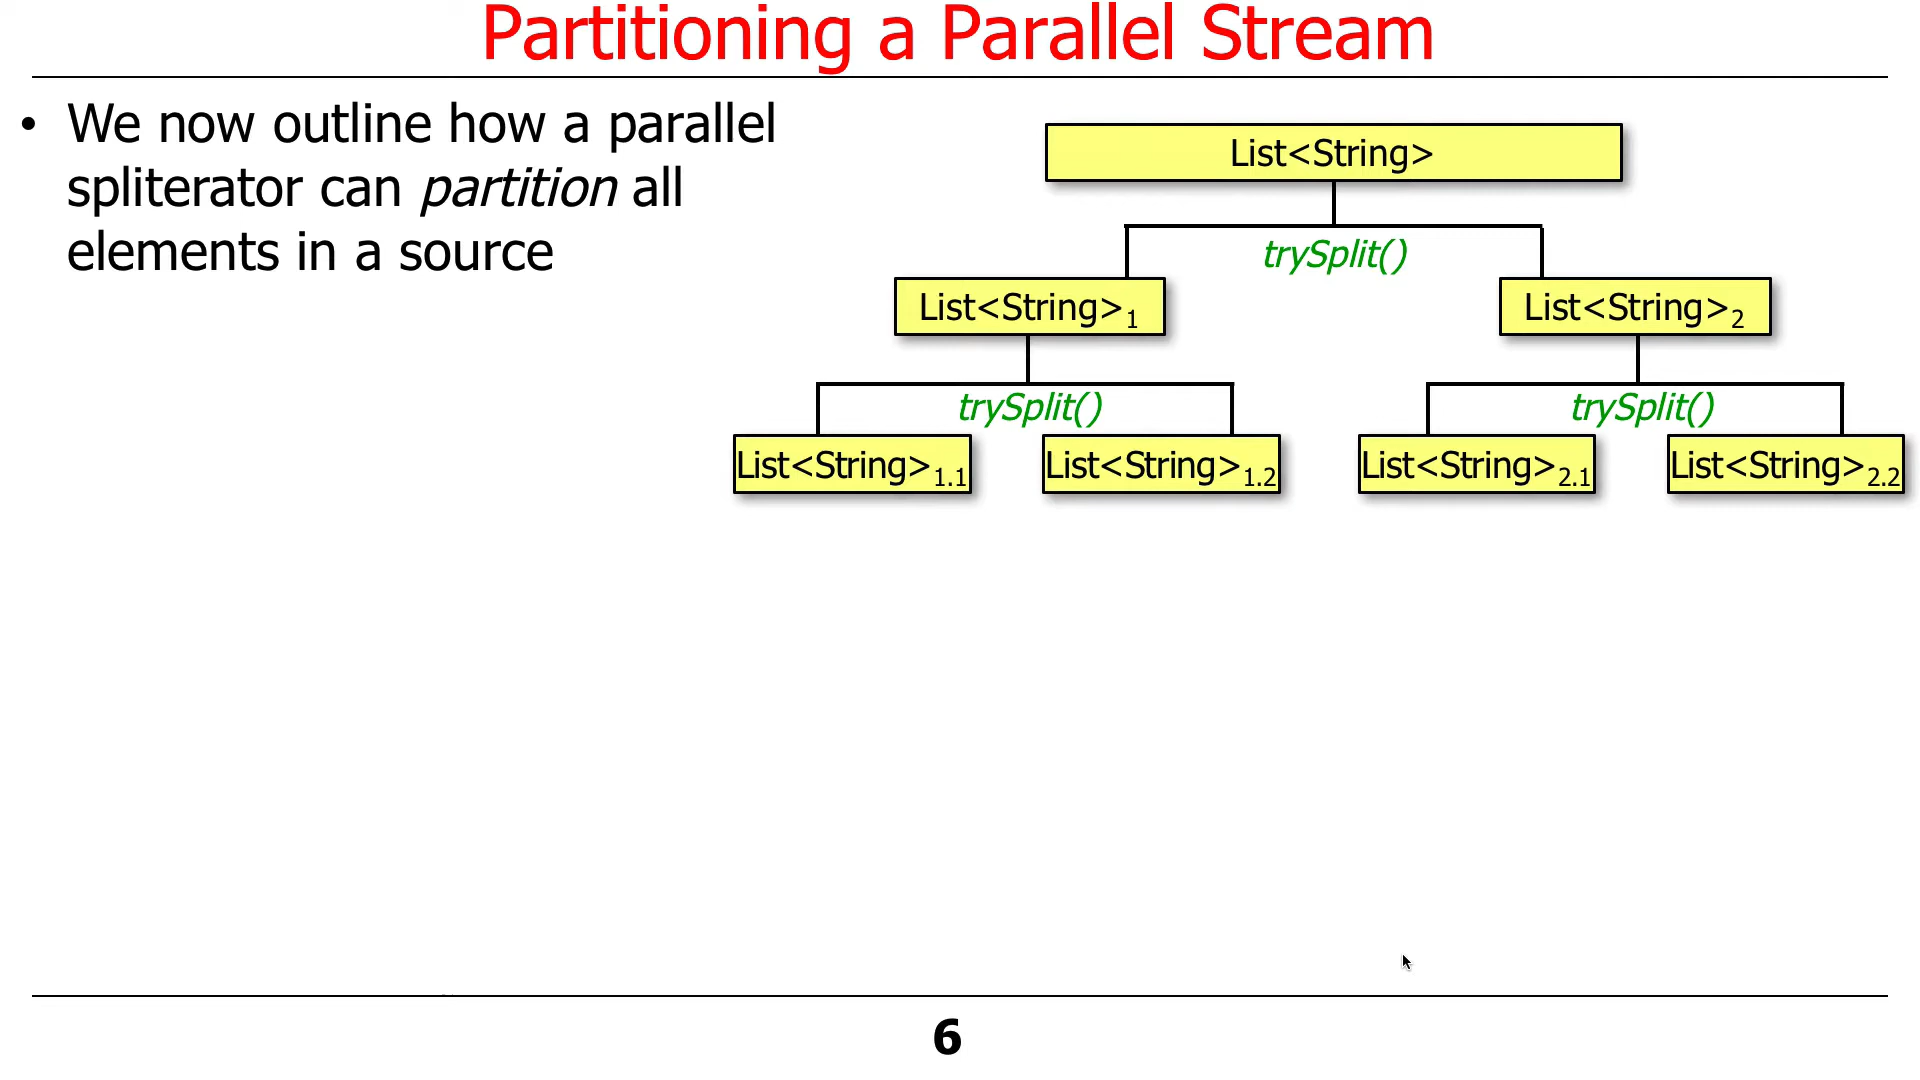 Partitioning a Parallel Stream
• We now outline how a parallel
spliterator can partition all
elements in a source
List<String>
trySplit()
List<String>1
List<String>2
trySplit()
trySplit()
List<String>1.1
List<String>1.2
List<String>2.1
List<String>2.2
6